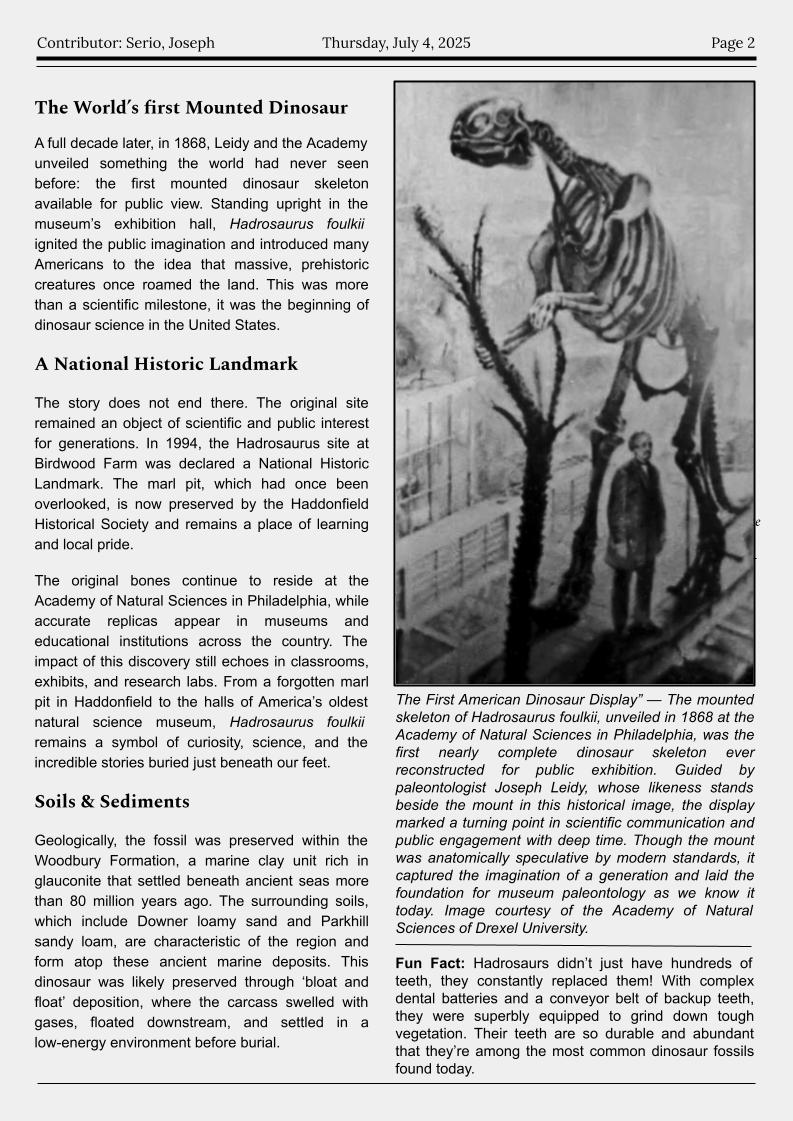 Contributor: Serio, Joseph
Thursday, July 4, 2025
Page 2
The World's first Mounted Dinosaur
A full decade later, in 1868, Leidy and the Academy
unveiled something the world had never seen
before: the first mounted dinosaur skeleton
available for public view. Standing upright in the
museum's exhibition hall, Hadrosaurus foulkii
ignited the public imagination and introduced many
Americans to the idea that massive, prehistoric
creatures once roamed the land. This was more
than a scientific milestone, it was the beginning of
dinosaur science in the United States.
A National Historic Landmark
The story does not end there. The original site
remained an object of scientific and public interest
for generations. In 1994, the Hadrosaurus site at
Birdwood Farm was declared a National Historic
Landmark. The marl pit, which had once been
overlooked, is now preserved by the Haddonfield
Historical Society and remains a place of learning
and local pride.
The original bones continue to reside at the
Academy of Natural Sciences in Philadelphia, while
accurate replicas appear in museums and
educational institutions across the country. The
impact of this discovery still echoes in classrooms,
exhibits, and research labs. From a forgotten marl
pit in Haddonfield to the halls of America's oldest
natural science museum, Hadrosaurus foulkii
remains a symbol of curiosity, science, and the
incredible stories buried just beneath our feet.
Soils & Sediments
Geologically, the fossil was preserved within the
Woodbury Formation, a marine clay unit rich in
glauconite that settled beneath ancient seas more
than 80 million years ago. The surrounding soils,
which include Downer loamy sand and Parkhill
sandy loam, are characteristic of the region and
form atop these ancient marine deposits. This
dinosaur was likely preserved through 'bloat and
float' deposition, where the carcass swelled with
gases, floated downstream, and settled in a
low-energy environment before burial.
e
The First American Dinosaur Display" — The mounted
skeleton of Hadrosaurus foulkii, unveiled in 1868 at the
Academy of Natural Sciences in Philadelphia, was the
first nearly complete dinosaur skeleton ever
reconstructed for public exhibition. Guided by
paleontologist Joseph Leidy, whose likeness stands
beside the mount in this historical image, the display
marked a turning point in scientific communication and
public engagement with deep time. Though the mount
was anatomically speculative by modern standards, it
captured the imagination of a generation and laid the
foundation for museum paleontology as we know it
today. Image courtesy of the Academy of Natural
Sciences of Drexel University.
Fun Fact: Hadrosaurs didn't just have hundreds of
teeth, they constantly replaced them! With complex
dental batteries and a conveyor belt of backup teeth,
they were superbly equipped to grind down tough
vegetation. Their teeth are so durable and abundant
that they're among the most common dinosaur fossils
found today.